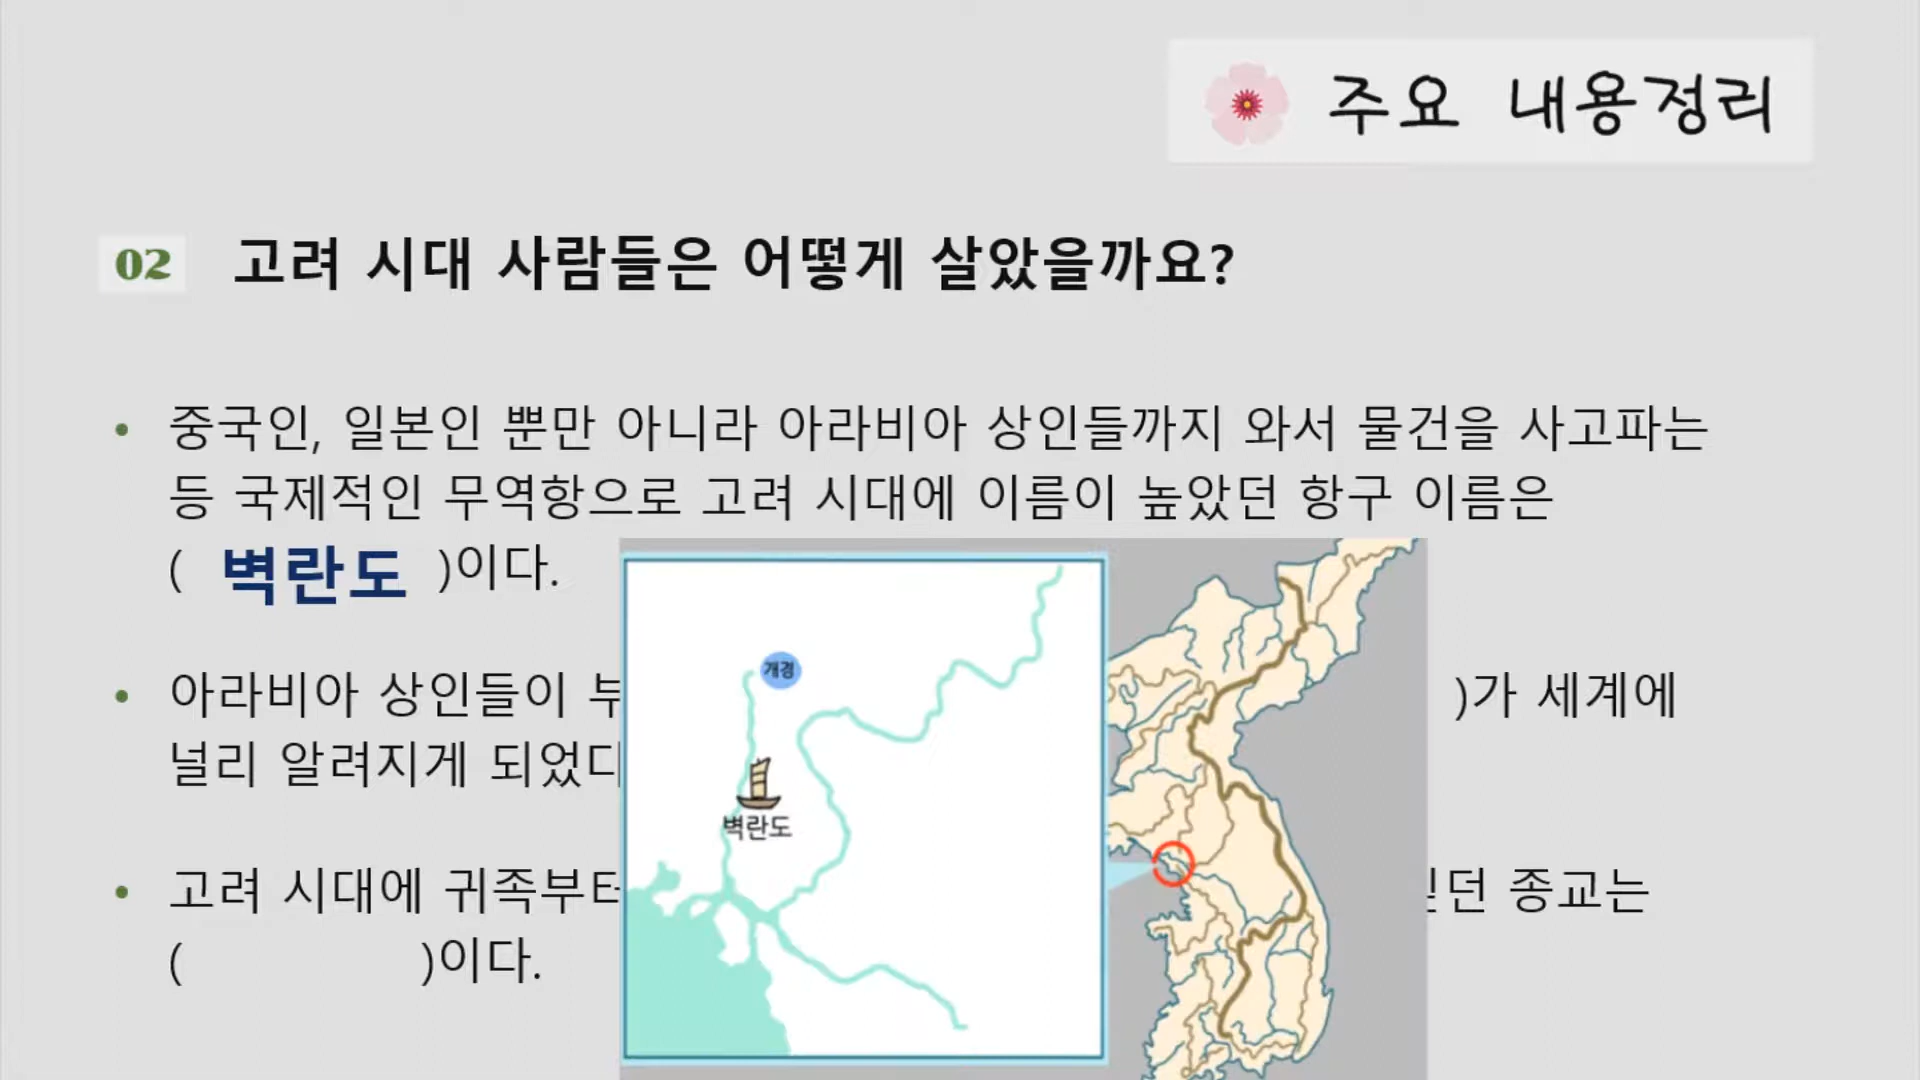 주요 내용정리
02 고려 시대 사람들은 어떻게 살았을까요?
• 중국인, 일본인 뿐만 아니라 아라비아 상인들까지 와서 물건을 사고파는
등 국제적인 무역항으로 고려 시대에 이름이 높았던 항구 이름은
( 벽란도 )이다.
• 아라비아 상인들이 )가 세계에
널리 알려지게 되었다
• 고려 시대에 귀족부터 종교는
( )이다.
개경
벽란도